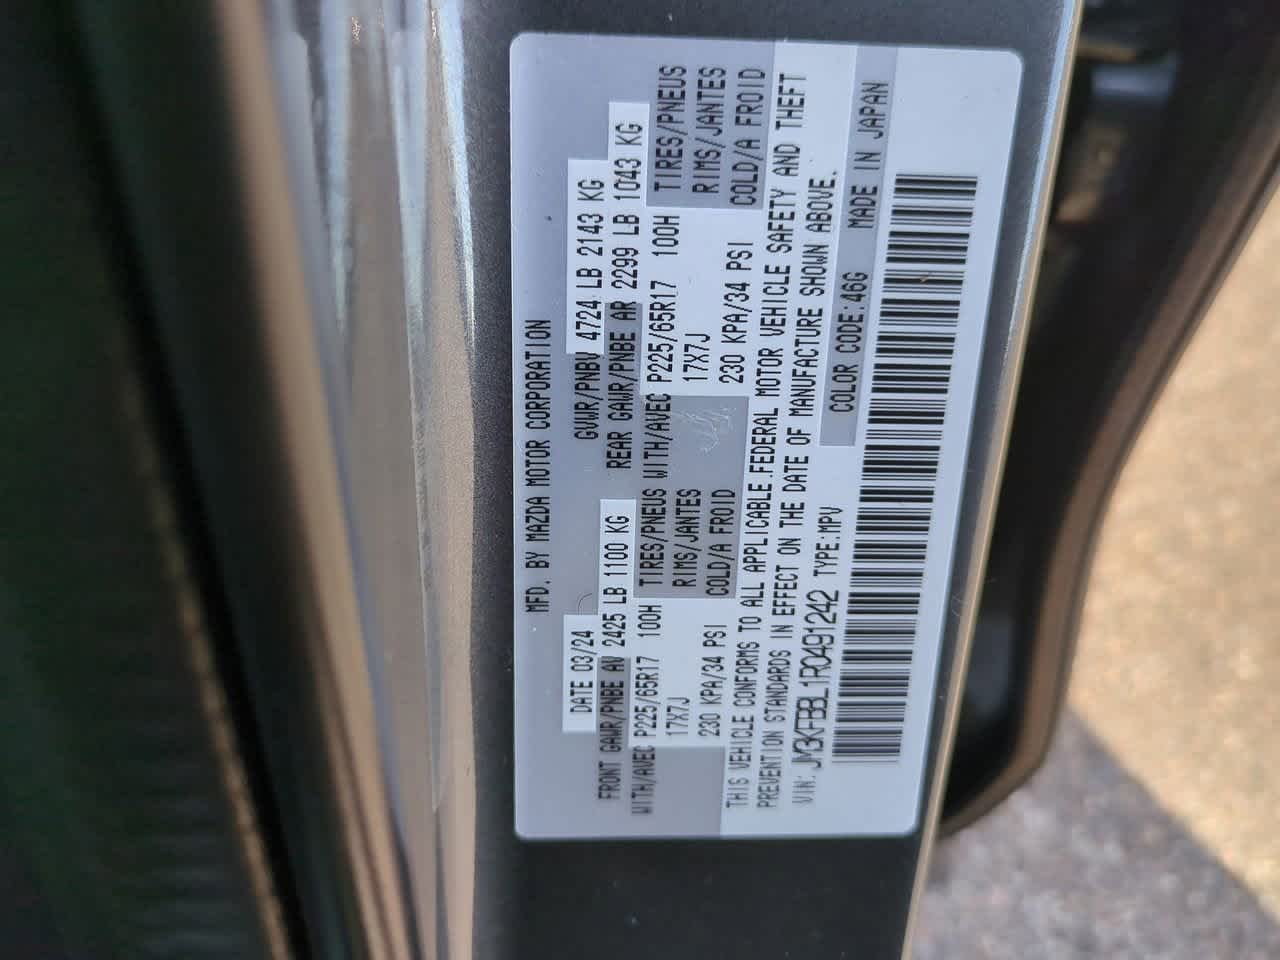 MFD. BY MAZDA MOTOR CORPORATION
DATE 03/24 GVWR/PNBV 4724 LB 2143 KG
FRONT GAWR/PNBE AV 2425 LB 1100 KG REAR GAWR/PNBE AR 2299 LB 1043 KG
WITH/AVEC P225/65R17 100H TIRES/PNEUS WITH/AVEC P225/65R17 100H TIRES/PNEUS
17X7J RIMS/JANTES 17X7J RIMS/JANTES
230 KPA/34 PSI COLD/A FROID 230 KPA/34 PSI COLD/A FROID
THIS VEHICLE CONFORMS TO ALL APPLICABLE.FEDERAL MOTOR VEHICLE SAFETY AND THEFT
PREVENTION STANDARDS IN EFFECT ON THE DATE OF MANUFACTURE SHOWN ABOVE.
VIN: JM3KFBBL1R0491242 TYPE:MPV COLOR CODE:46G MADE IN JAPAN